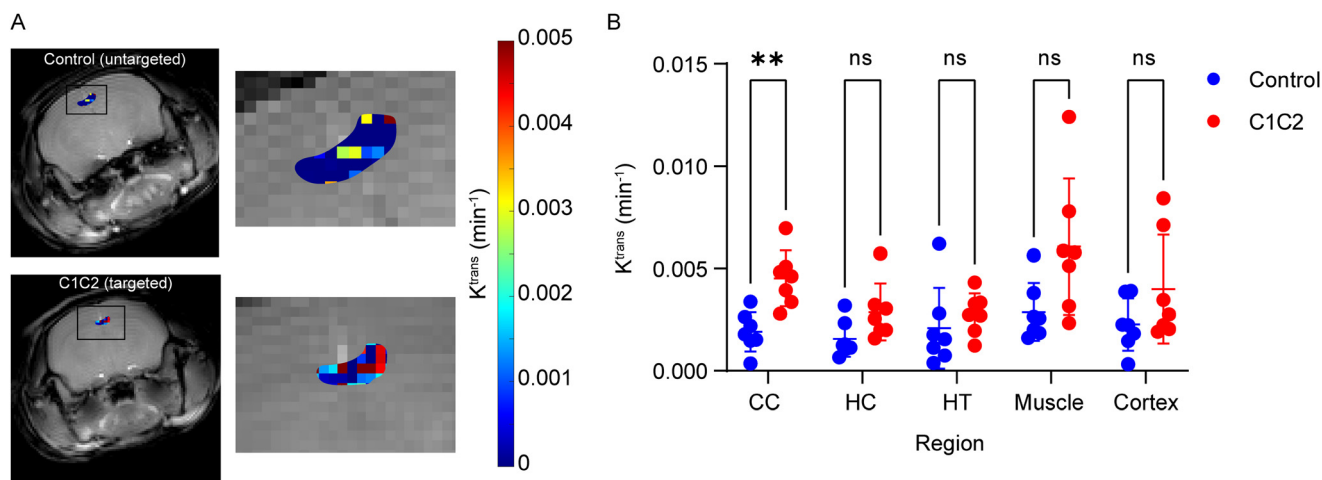 A
Control (untargeted)
C1C2 (targeted)
0.005
0.004
0.003
0.002
0.001
0
Kᵗʳᵃⁿˢ (min⁻¹)
B
** ns ns ns ns
0.015
0.010
0.005
0.000
Kᵗʳᵃⁿˢ (min⁻¹)
CC HC HT Muscle Cortex
Region
Control
C1C2